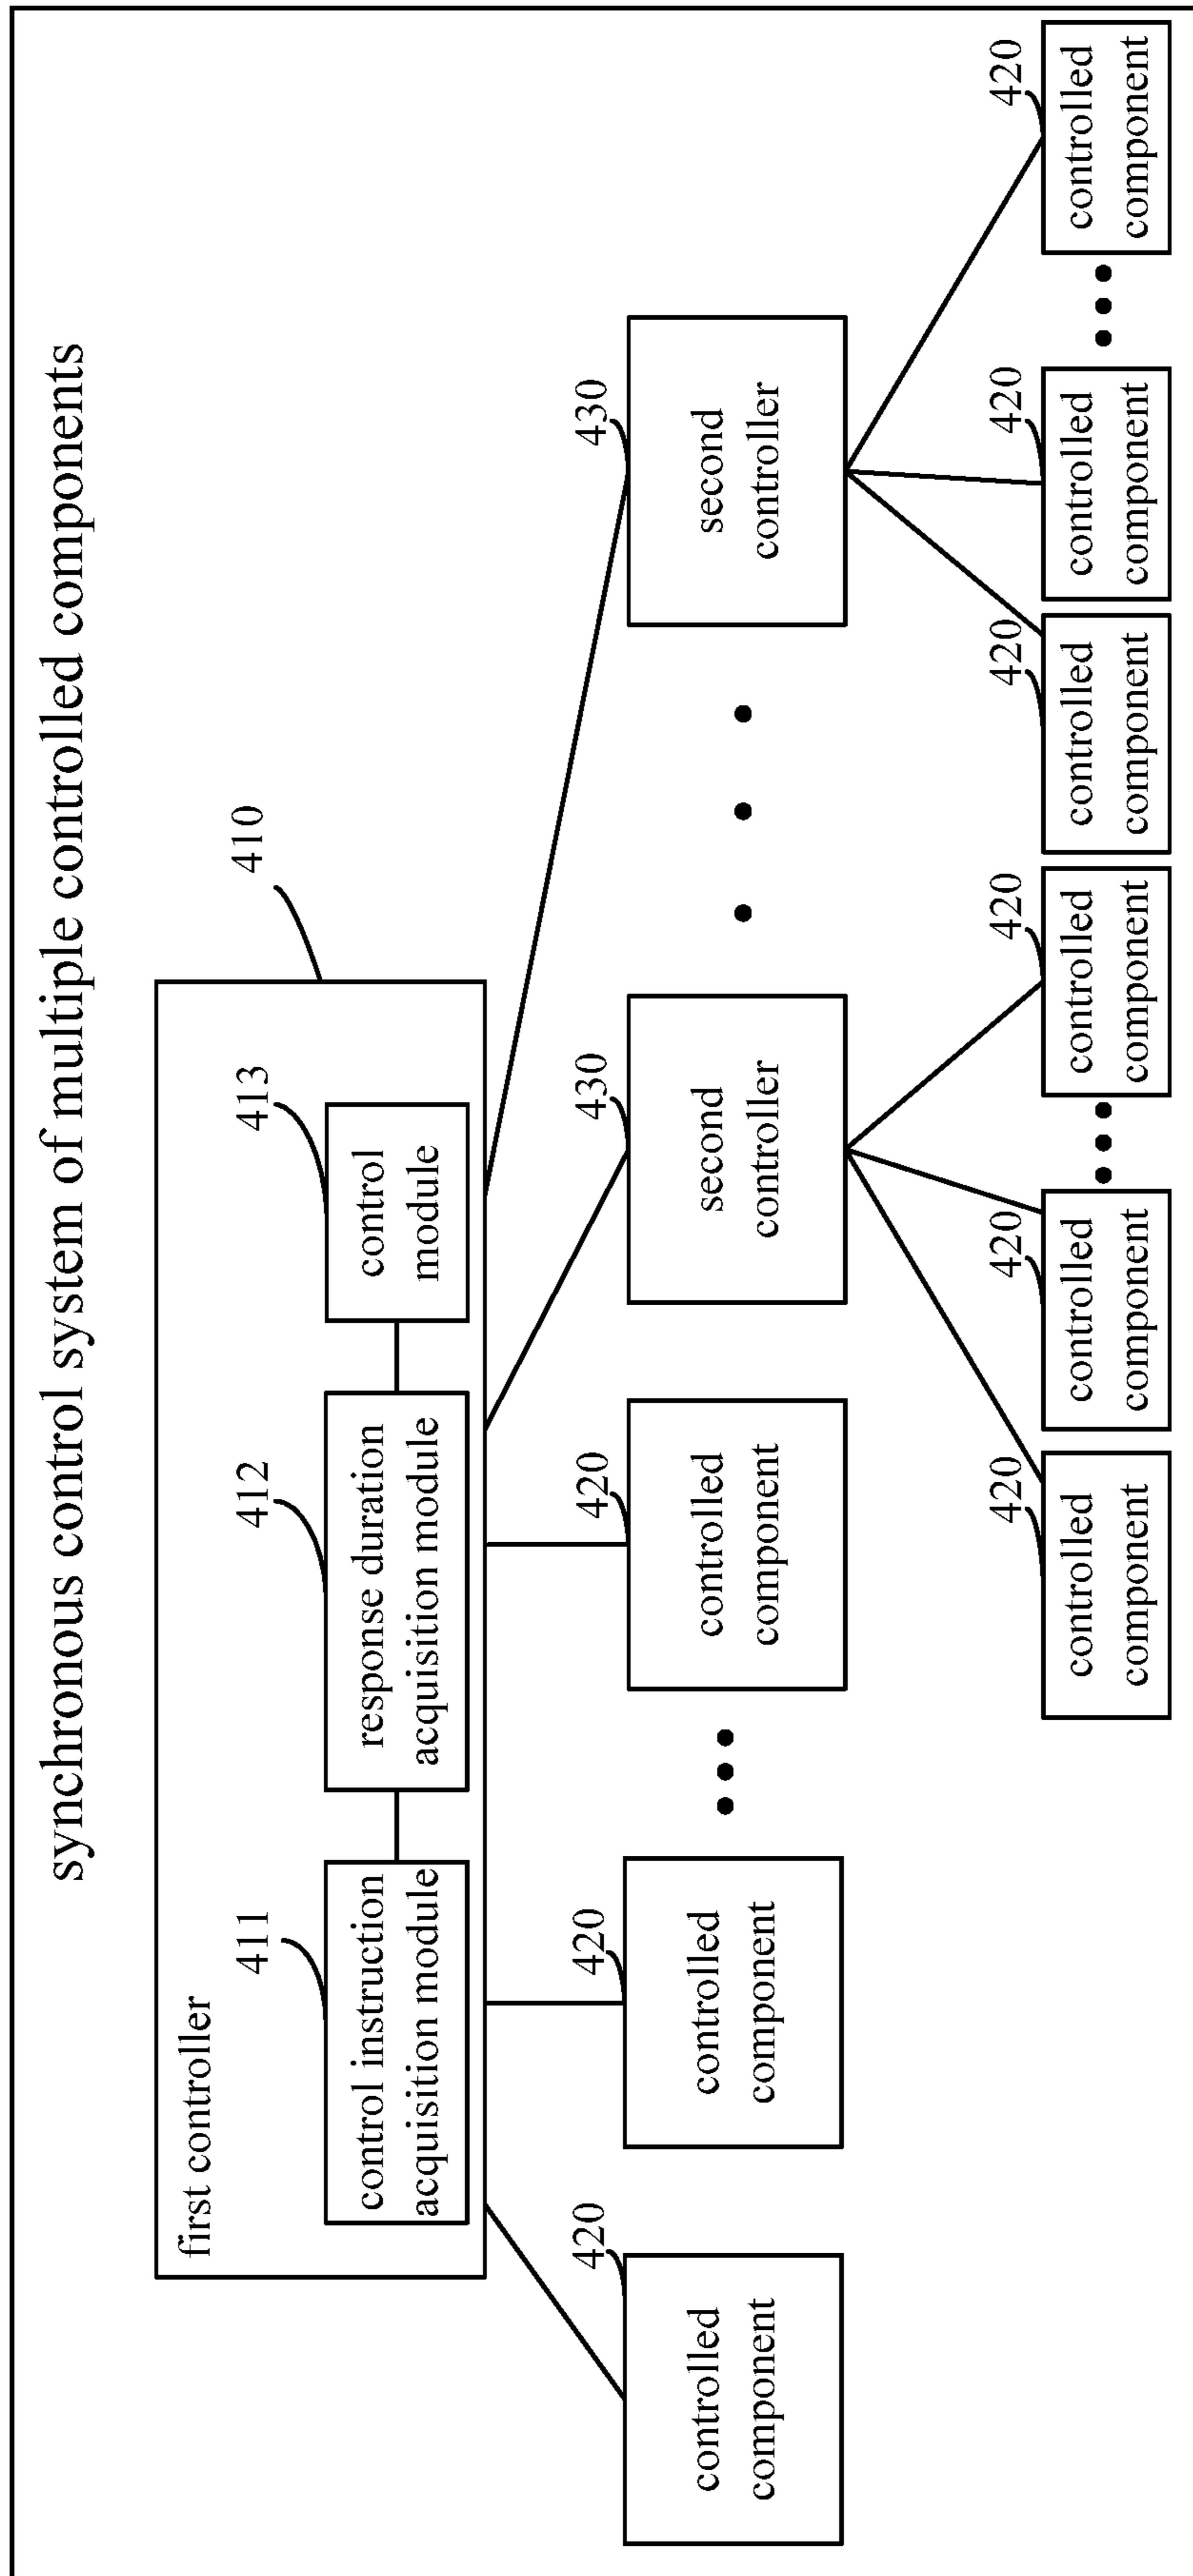 synchronous control system of multiple controlled components
410
first controller
411
412
413
control instruction
acquisition module
response duration
acquisition module
control
module
420
420
420
430
430
controlled
component
controlled
component
controlled
component
second
controller
second
controller
420
420
420
420
420
420
controlled
component
controlled
component
controlled
component
controlled
component
controlled
component
controlled
component